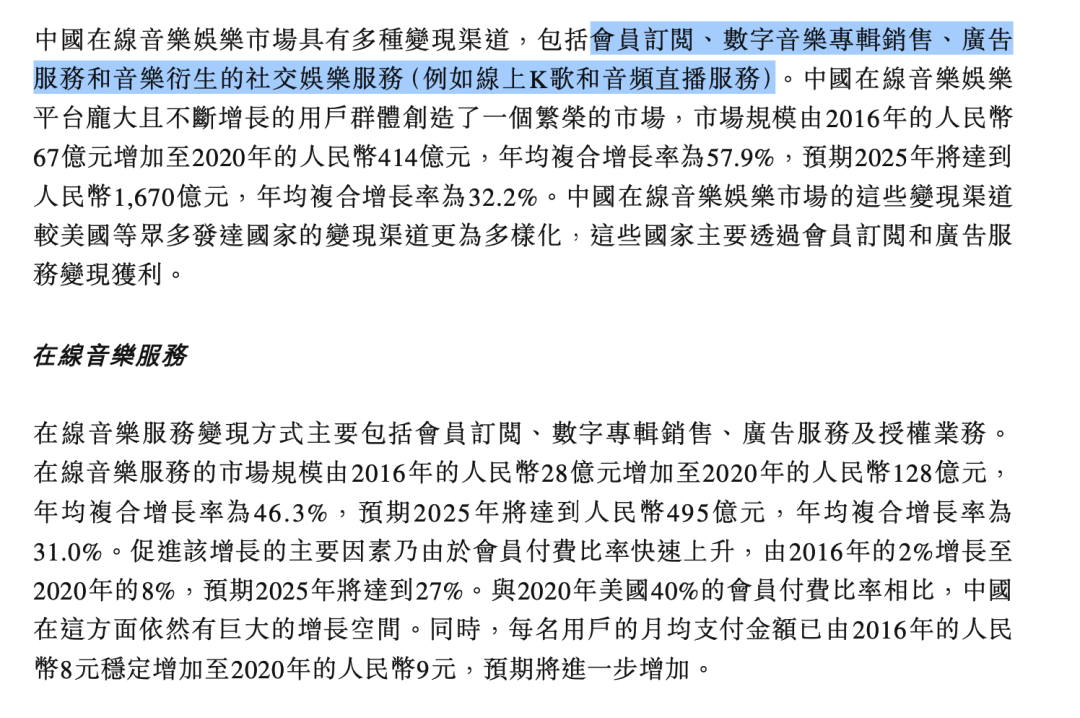 中國在線音樂娛樂市場具有多種變現渠道，包括會員訂閱、數字音樂專輯銷售、廣告
服務和音樂衍生的社交娛樂服務（例如線上K歌和音頻直播服務）。中國在線音樂娛樂
平台龐大且不斷增長的用戶群體創造了一個繁榮的市場，市場規模由2016年的人民幣
67億元增加至2020年的人民幣414億元，年均複合增長率為57.9%，預期2025年將達到
人民幣1,670億元，年均複合增長率為32.2%。中國在線音樂娛樂市場的這些變現渠道
較美國等眾多發達國家的變現渠道更為多樣化，這些國家主要透過會員訂閱和廣告服
務變現獲利。
在線音樂服務
在線音樂服務變現方式主要包括會員訂閱、數字專輯銷售、廣告服務及授權業務。
在線音樂服務的市場規模由2016年的人民幣28億元增加至2020年的人民幣128億元，
年均複合增長率為46.3%，預期2025年將達到人民幣495億元，年均複合增長率為
31.0%。促進該增長的主要因素乃由於會員付費比率快速上升，由2016年的2%增長至
2020年的8%，預期2025年將達到27%。與2020年美國40%的會員付費比率相比，中國
在這方面依然有巨大的增長空間。同時，每名用戶的月均支付金額已由2016年的人民
幣8元穩定增加至2020年的人民幣9元，預期將進一步增加。